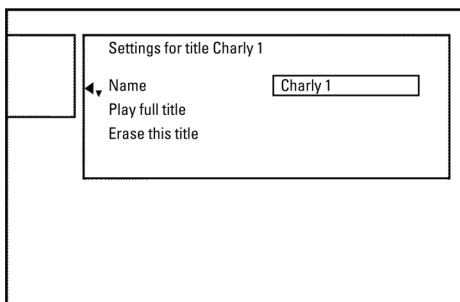 Settings for title Charly 1
Name Charly 1
Play full title
Erase this title